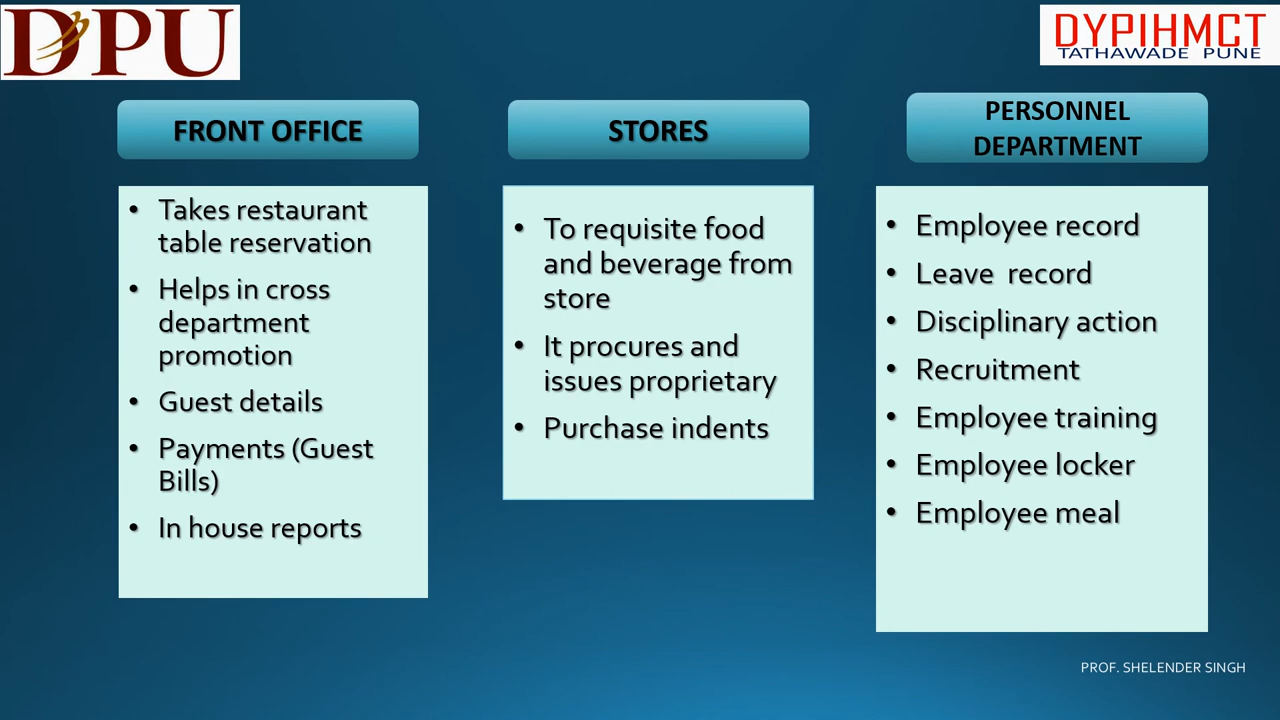 DPU
DYPIHMCT
TATHAWADE PUNE
FRONT OFFICE
• Takes restaurant
table reservation
• Helps in cross
department
promotion
• Guest details
• Payments (Guest
Bills)
• In house reports
STORES
• To requisite food
and beverage from
store
• It procures and
issues proprietary
• Purchase indents
PERSONNEL
DEPARTMENT
• Employee record
• Leave  record
• Disciplinary action
• Recruitment
• Employee training
• Employee locker
• Employee meal
PROF. SHELENDER SINGH